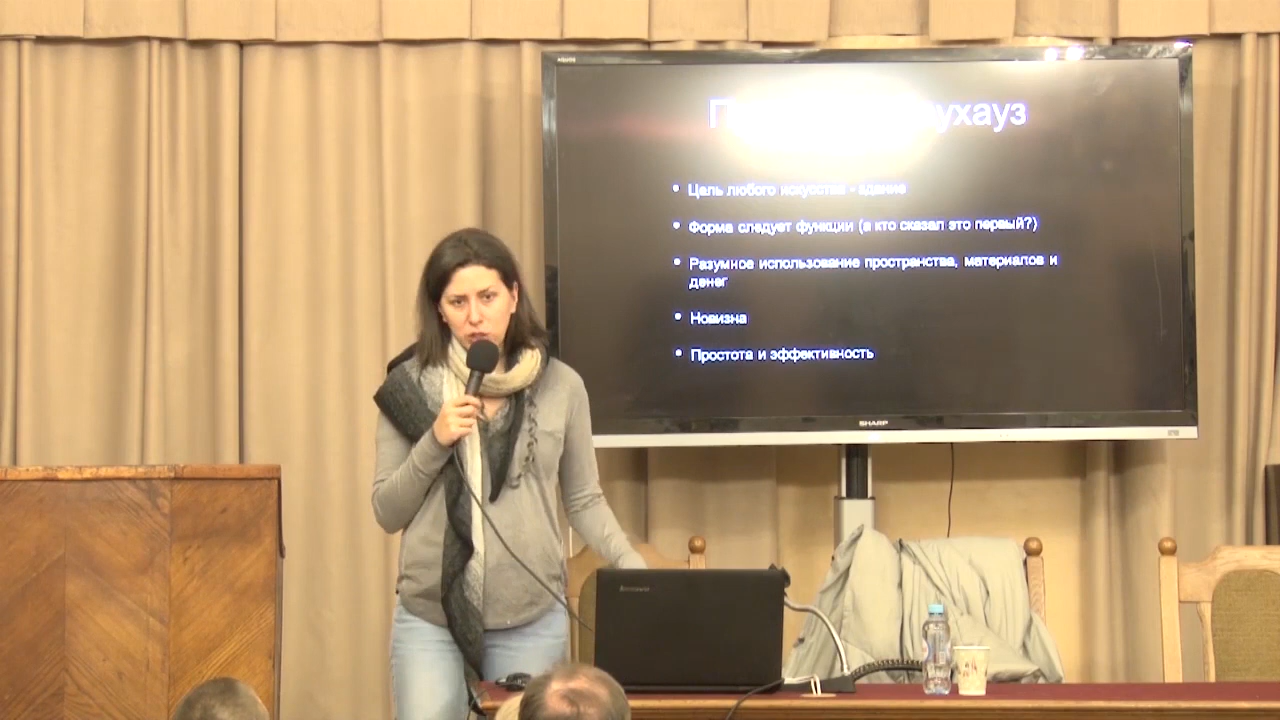 • Цель любого искусства - здание
• Форма следует функции (а кто сказал это первый?)
• Разумное использование пространства, материалов и
денег
• Новизна
• Простота и эффективность
SHARP
Lenovo